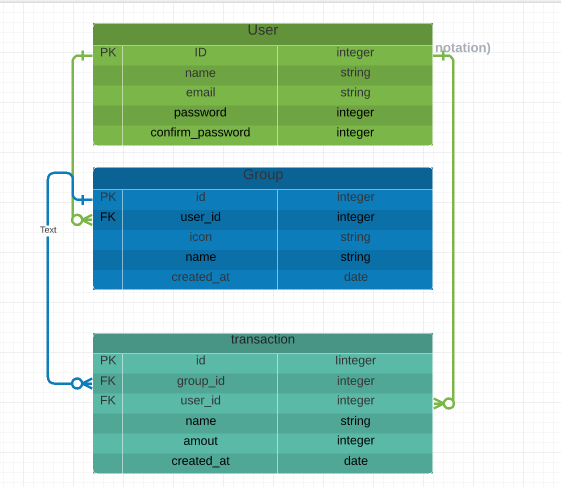 User
notation)
PK ID integer
name string
email string
password integer
confirm_password integer
Group
PK id integer
FK user_id integer
Text
icon string
name string
created_at date
transaction
PK id Iinteger
FK group_id integer
FK user_id integer
name string
amout integer
created_at date